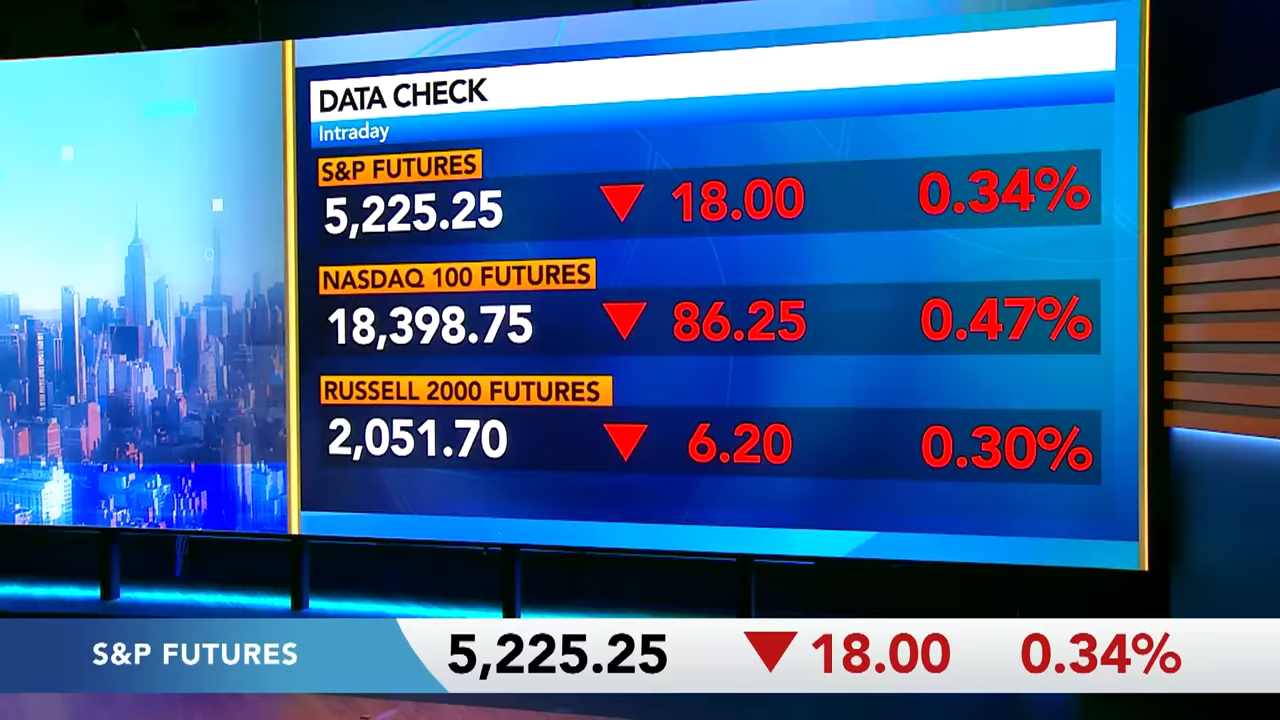 DATA CHECK
Intraday
S&P FUTURES
5,225.25 ▼ 18.00 0.34%
NASDAQ 100 FUTURES
18,398.75 ▼ 86.25 0.47%
RUSSELL 2000 FUTURES
2,051.70 ▼ 6.20 0.30%
S&P FUTURES 5,225.25 ▼ 18.00 0.34%